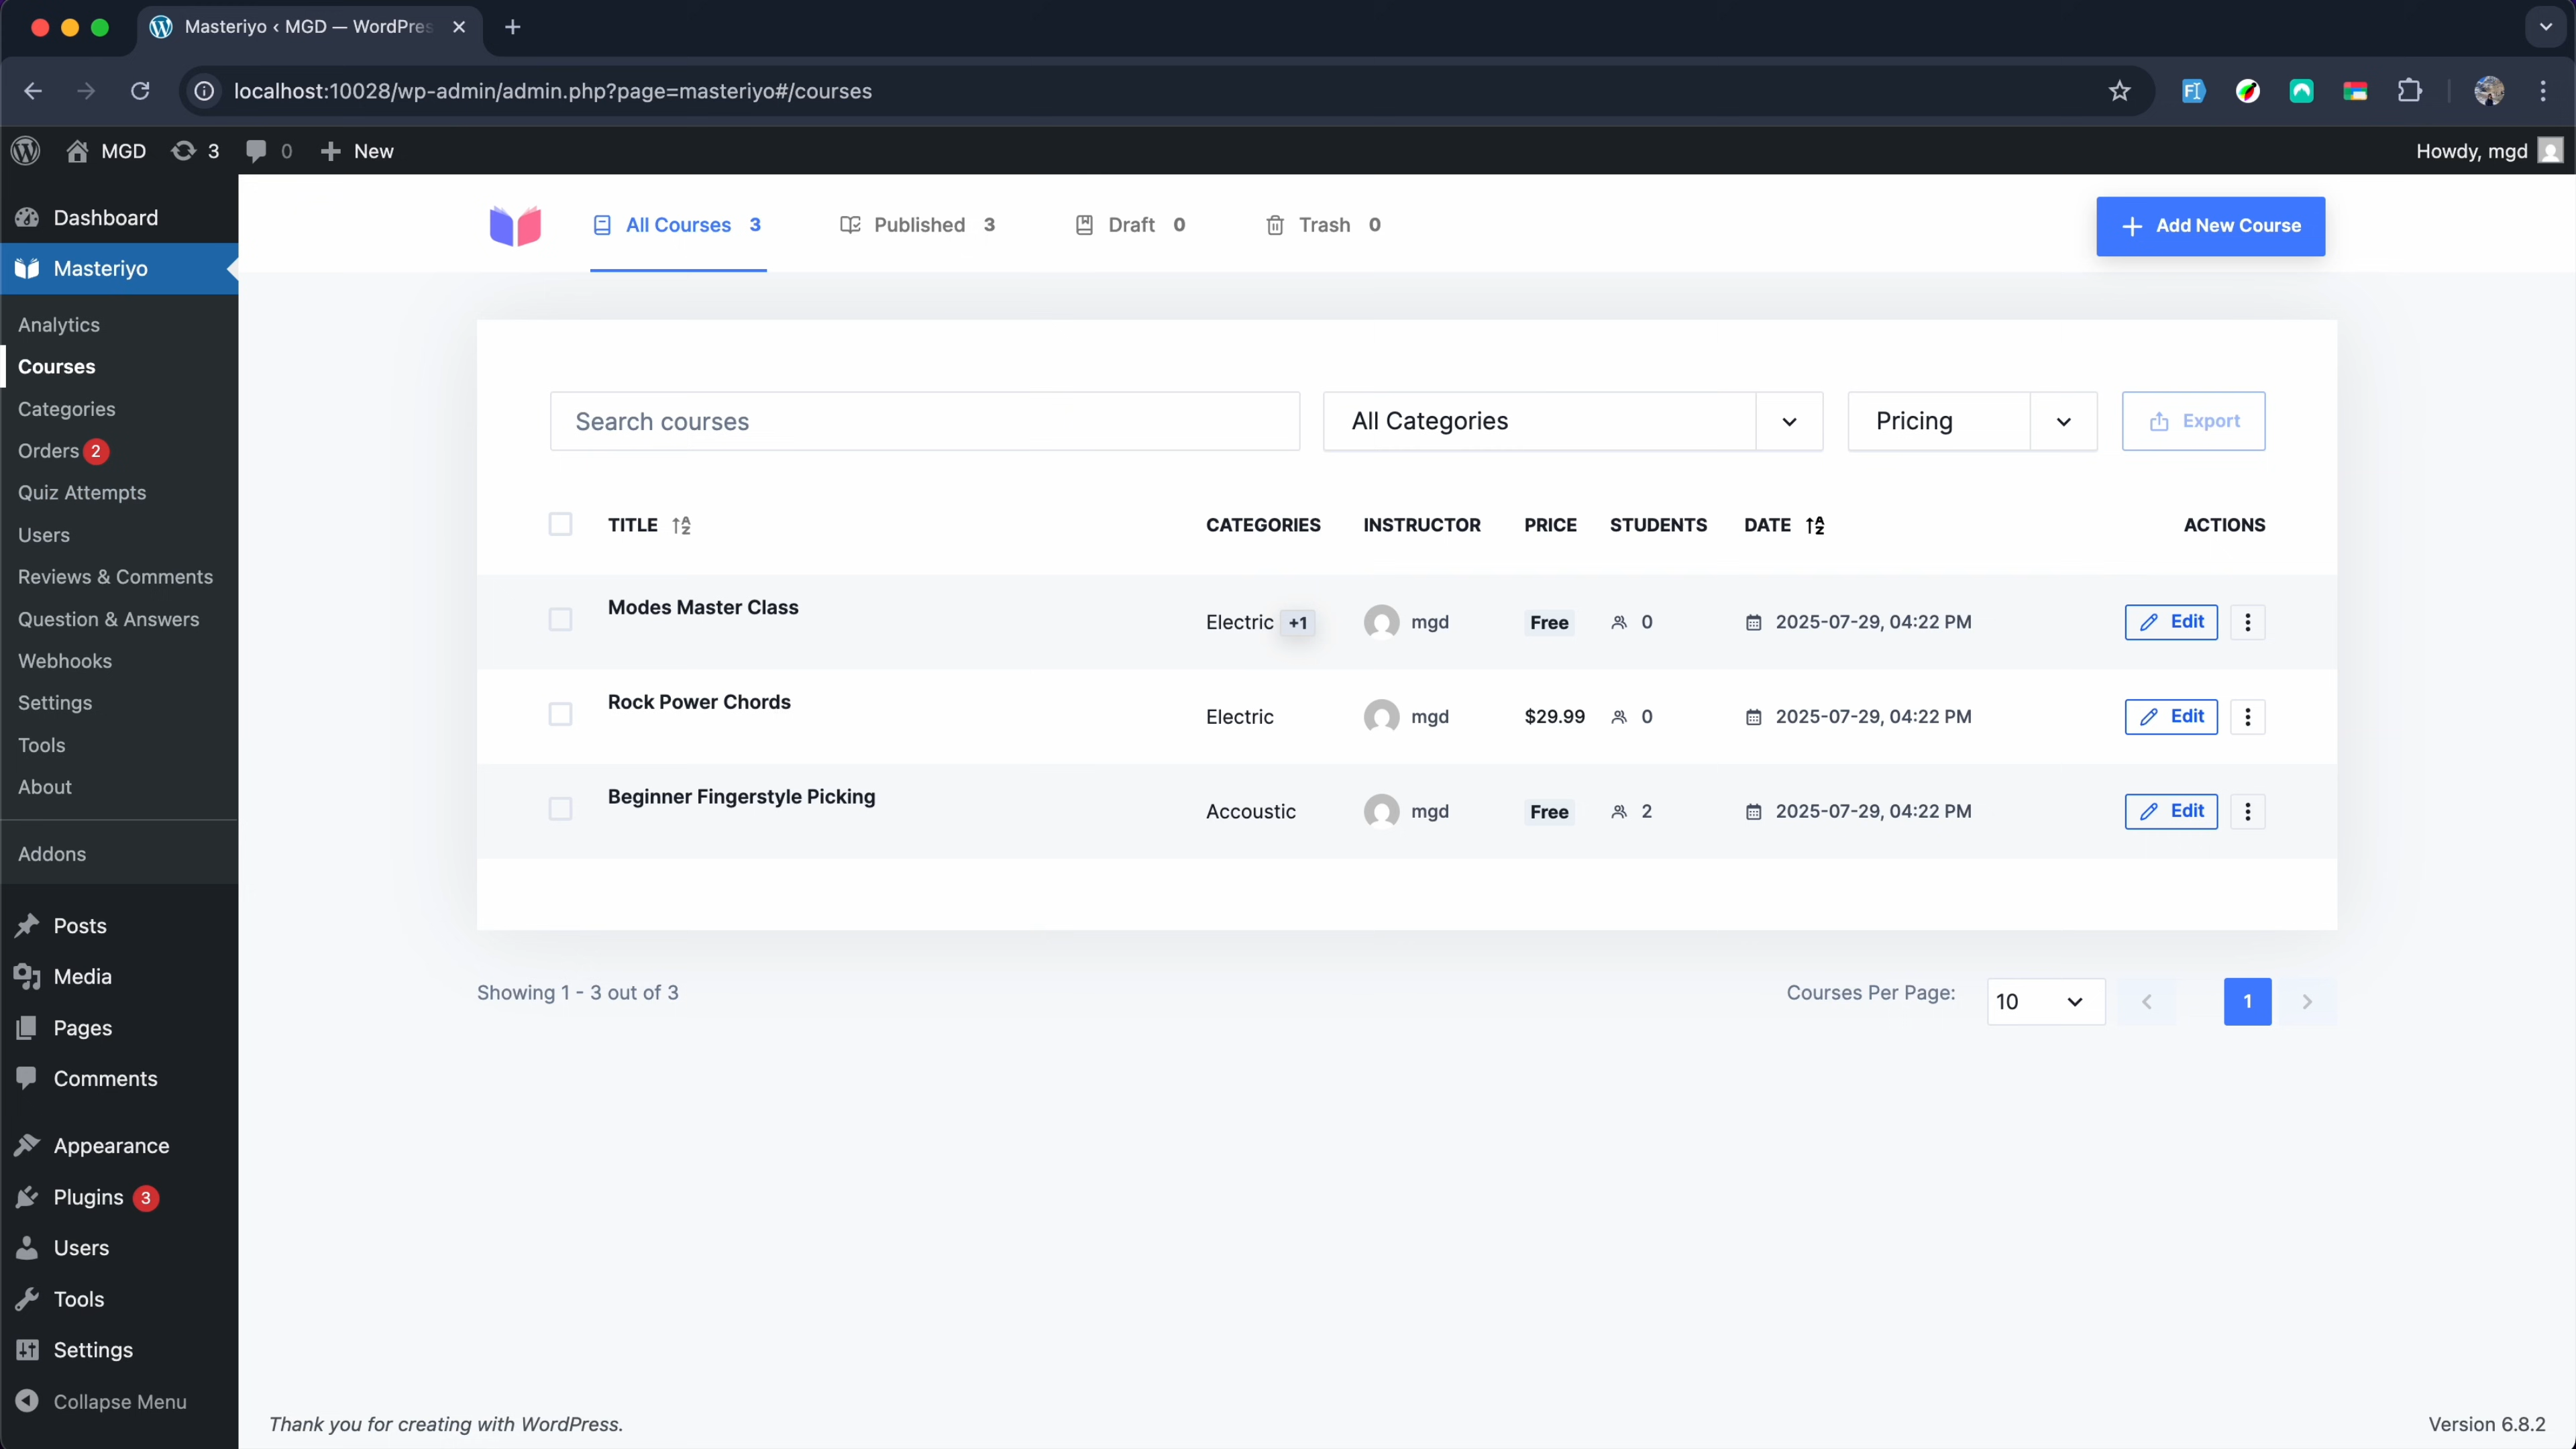 Masteriyo ‹ MGD — WordPres
localhost:10028/wp-admin/admin.php?page=masteriyo#/courses
MGD 3 0 New Howdy, mgd
Dashboard
Masteriyo
Analytics
Courses
Categories
Orders 2
Quiz Attempts
Users
Reviews & Comments
Question & Answers
Webhooks
Settings
Tools
About
Addons
Posts
Media
Pages
Comments
Appearance
Plugins 3
Users
Tools
Settings
Collapse Menu
All Courses 3 Published 3 Draft 0 Trash 0 Add New Course
Search courses All Categories Pricing Export
TITLE CATEGORIES INSTRUCTOR PRICE STUDENTS DATE ACTIONS
Modes Master Class Electric +1 mgd Free 0 2025-07-29, 04:22 PM Edit
Rock Power Chords Electric mgd $29.99 0 2025-07-29, 04:22 PM Edit
Beginner Fingerstyle Picking Accoustic mgd Free 2 2025-07-29, 04:22 PM Edit
Showing 1 - 3 out of 3 Courses Per Page: 10 1
Thank you for creating with WordPress. Version 6.8.2